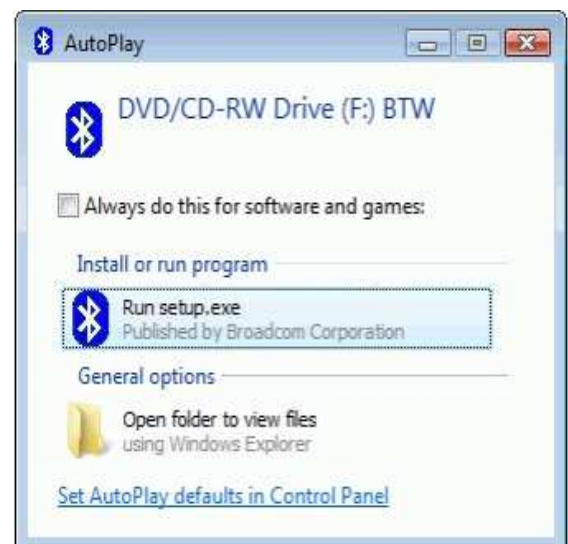 AutoPlay
DVD/CD-RW Drive (F:) BTW
Always do this for software and games:
Install or run program
Run setup.exe
Published by Broadcom Corporation
General options
Open folder to view files
using Windows Explorer
Set AutoPlay defaults in Control Panel